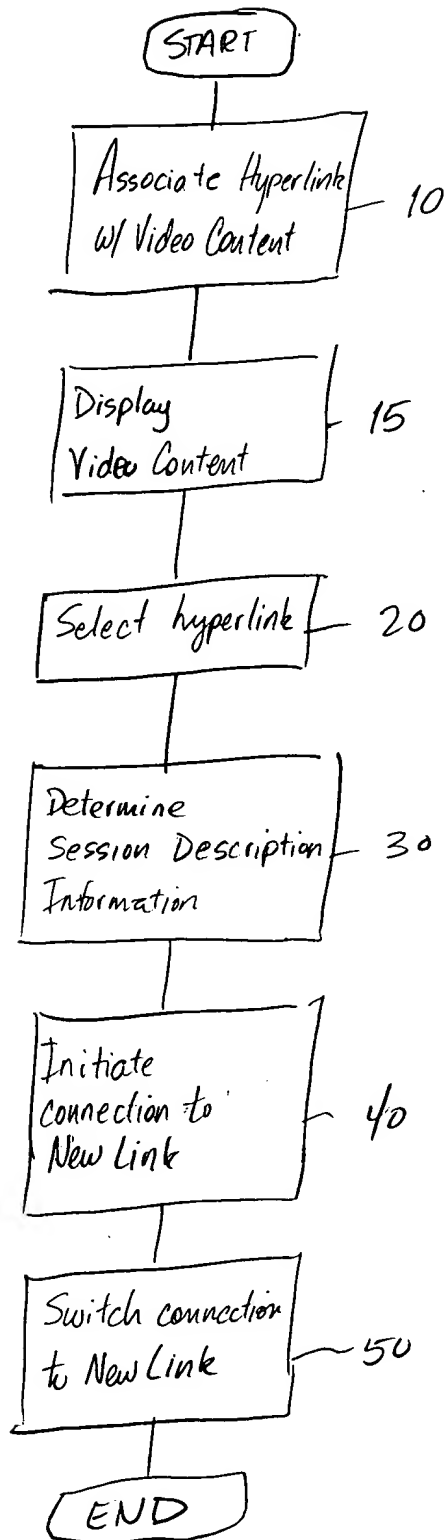 START
Associate Hyperlink
w/ Video Content
10
Display
Video Content
15
Select hyperlink
20
Determine
Session Description
Information
30
Initiate
connection to
New Link
40
Switch connection
to New Link
50
END